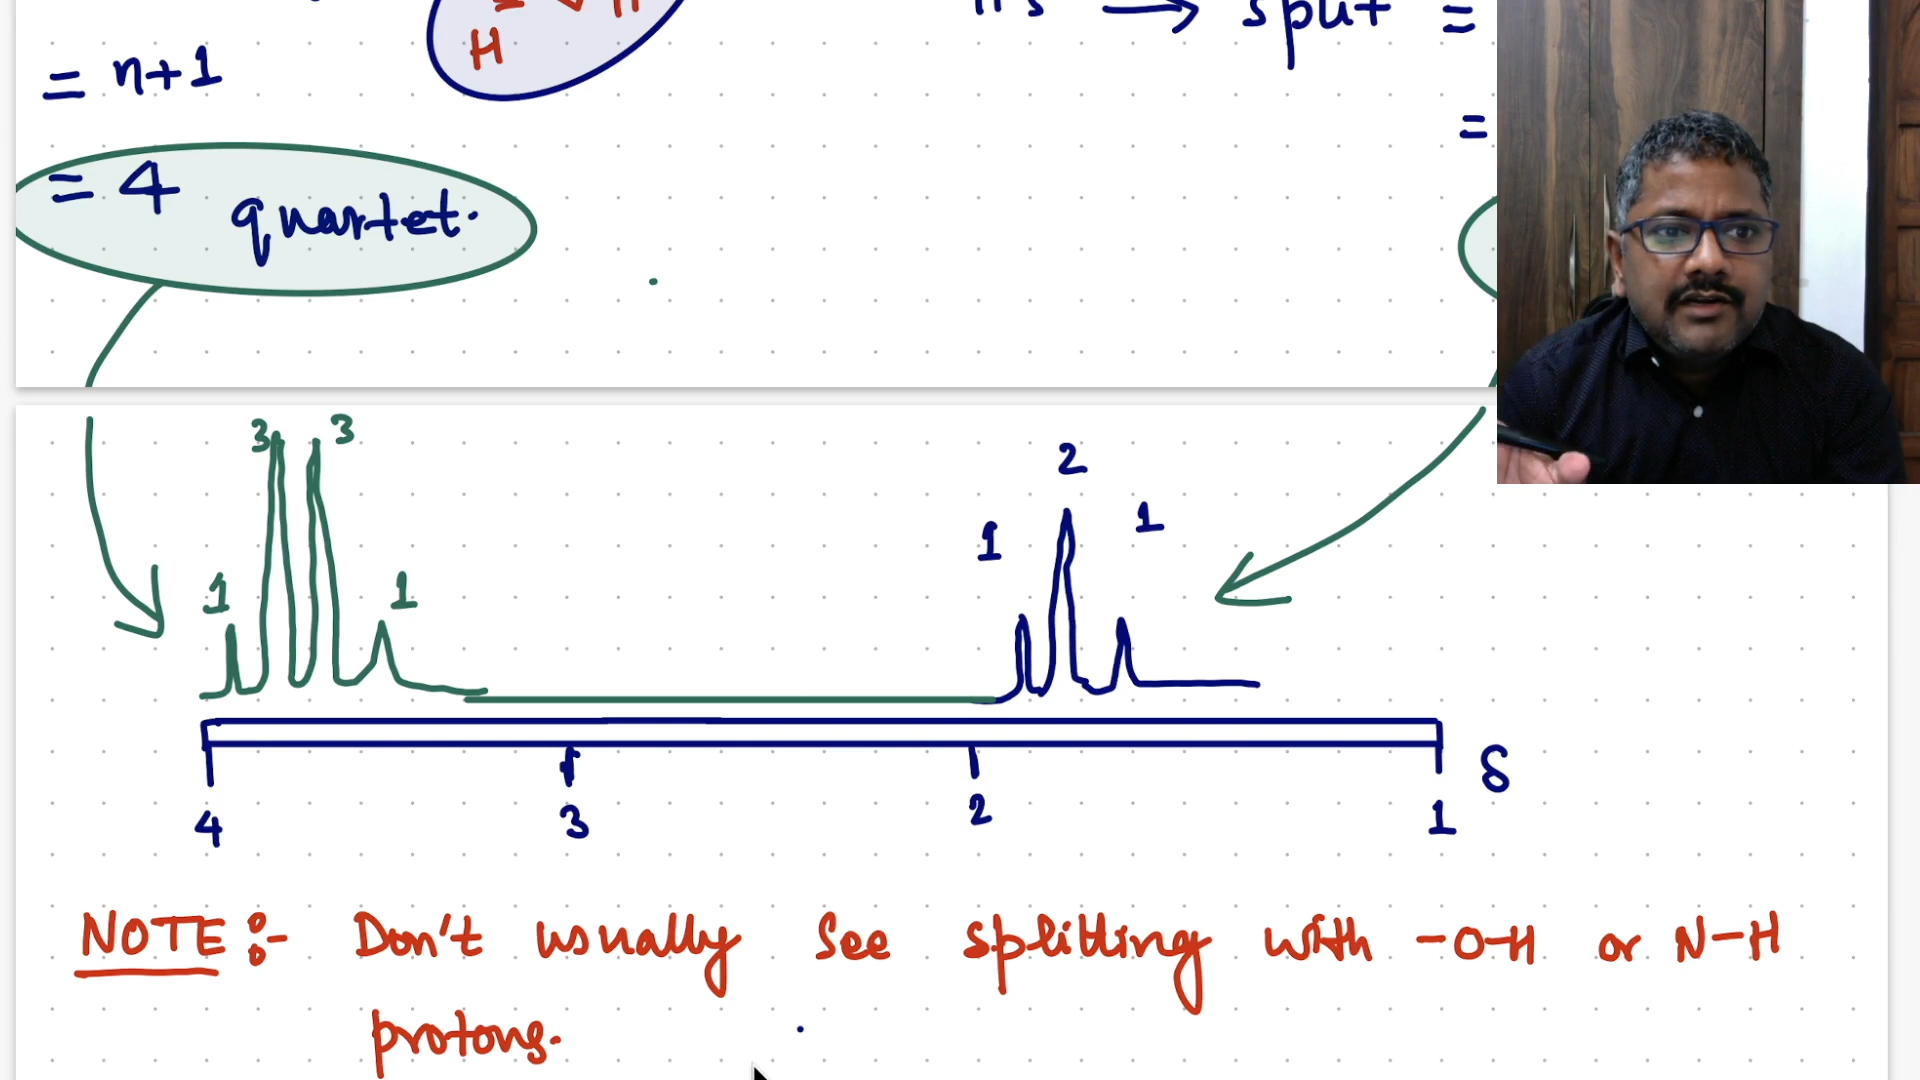 H
split =
= n+1
=
= 4 quartet.
3 3
1 1
2
1 1
4 3 2 1 δ
NOTE :- Don't usually see splitting with -O-H or N-H
protons.